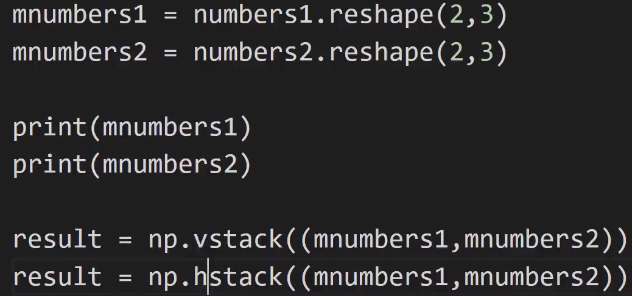 mnumbers1 = numbers1.reshape(2,3)
mnumbers2 = numbers2.reshape(2,3)
print(mnumbers1)
print(mnumbers2)
result = np.vstack((mnumbers1,mnumbers2))
result = np.hstack((mnumbers1,mnumbers2))